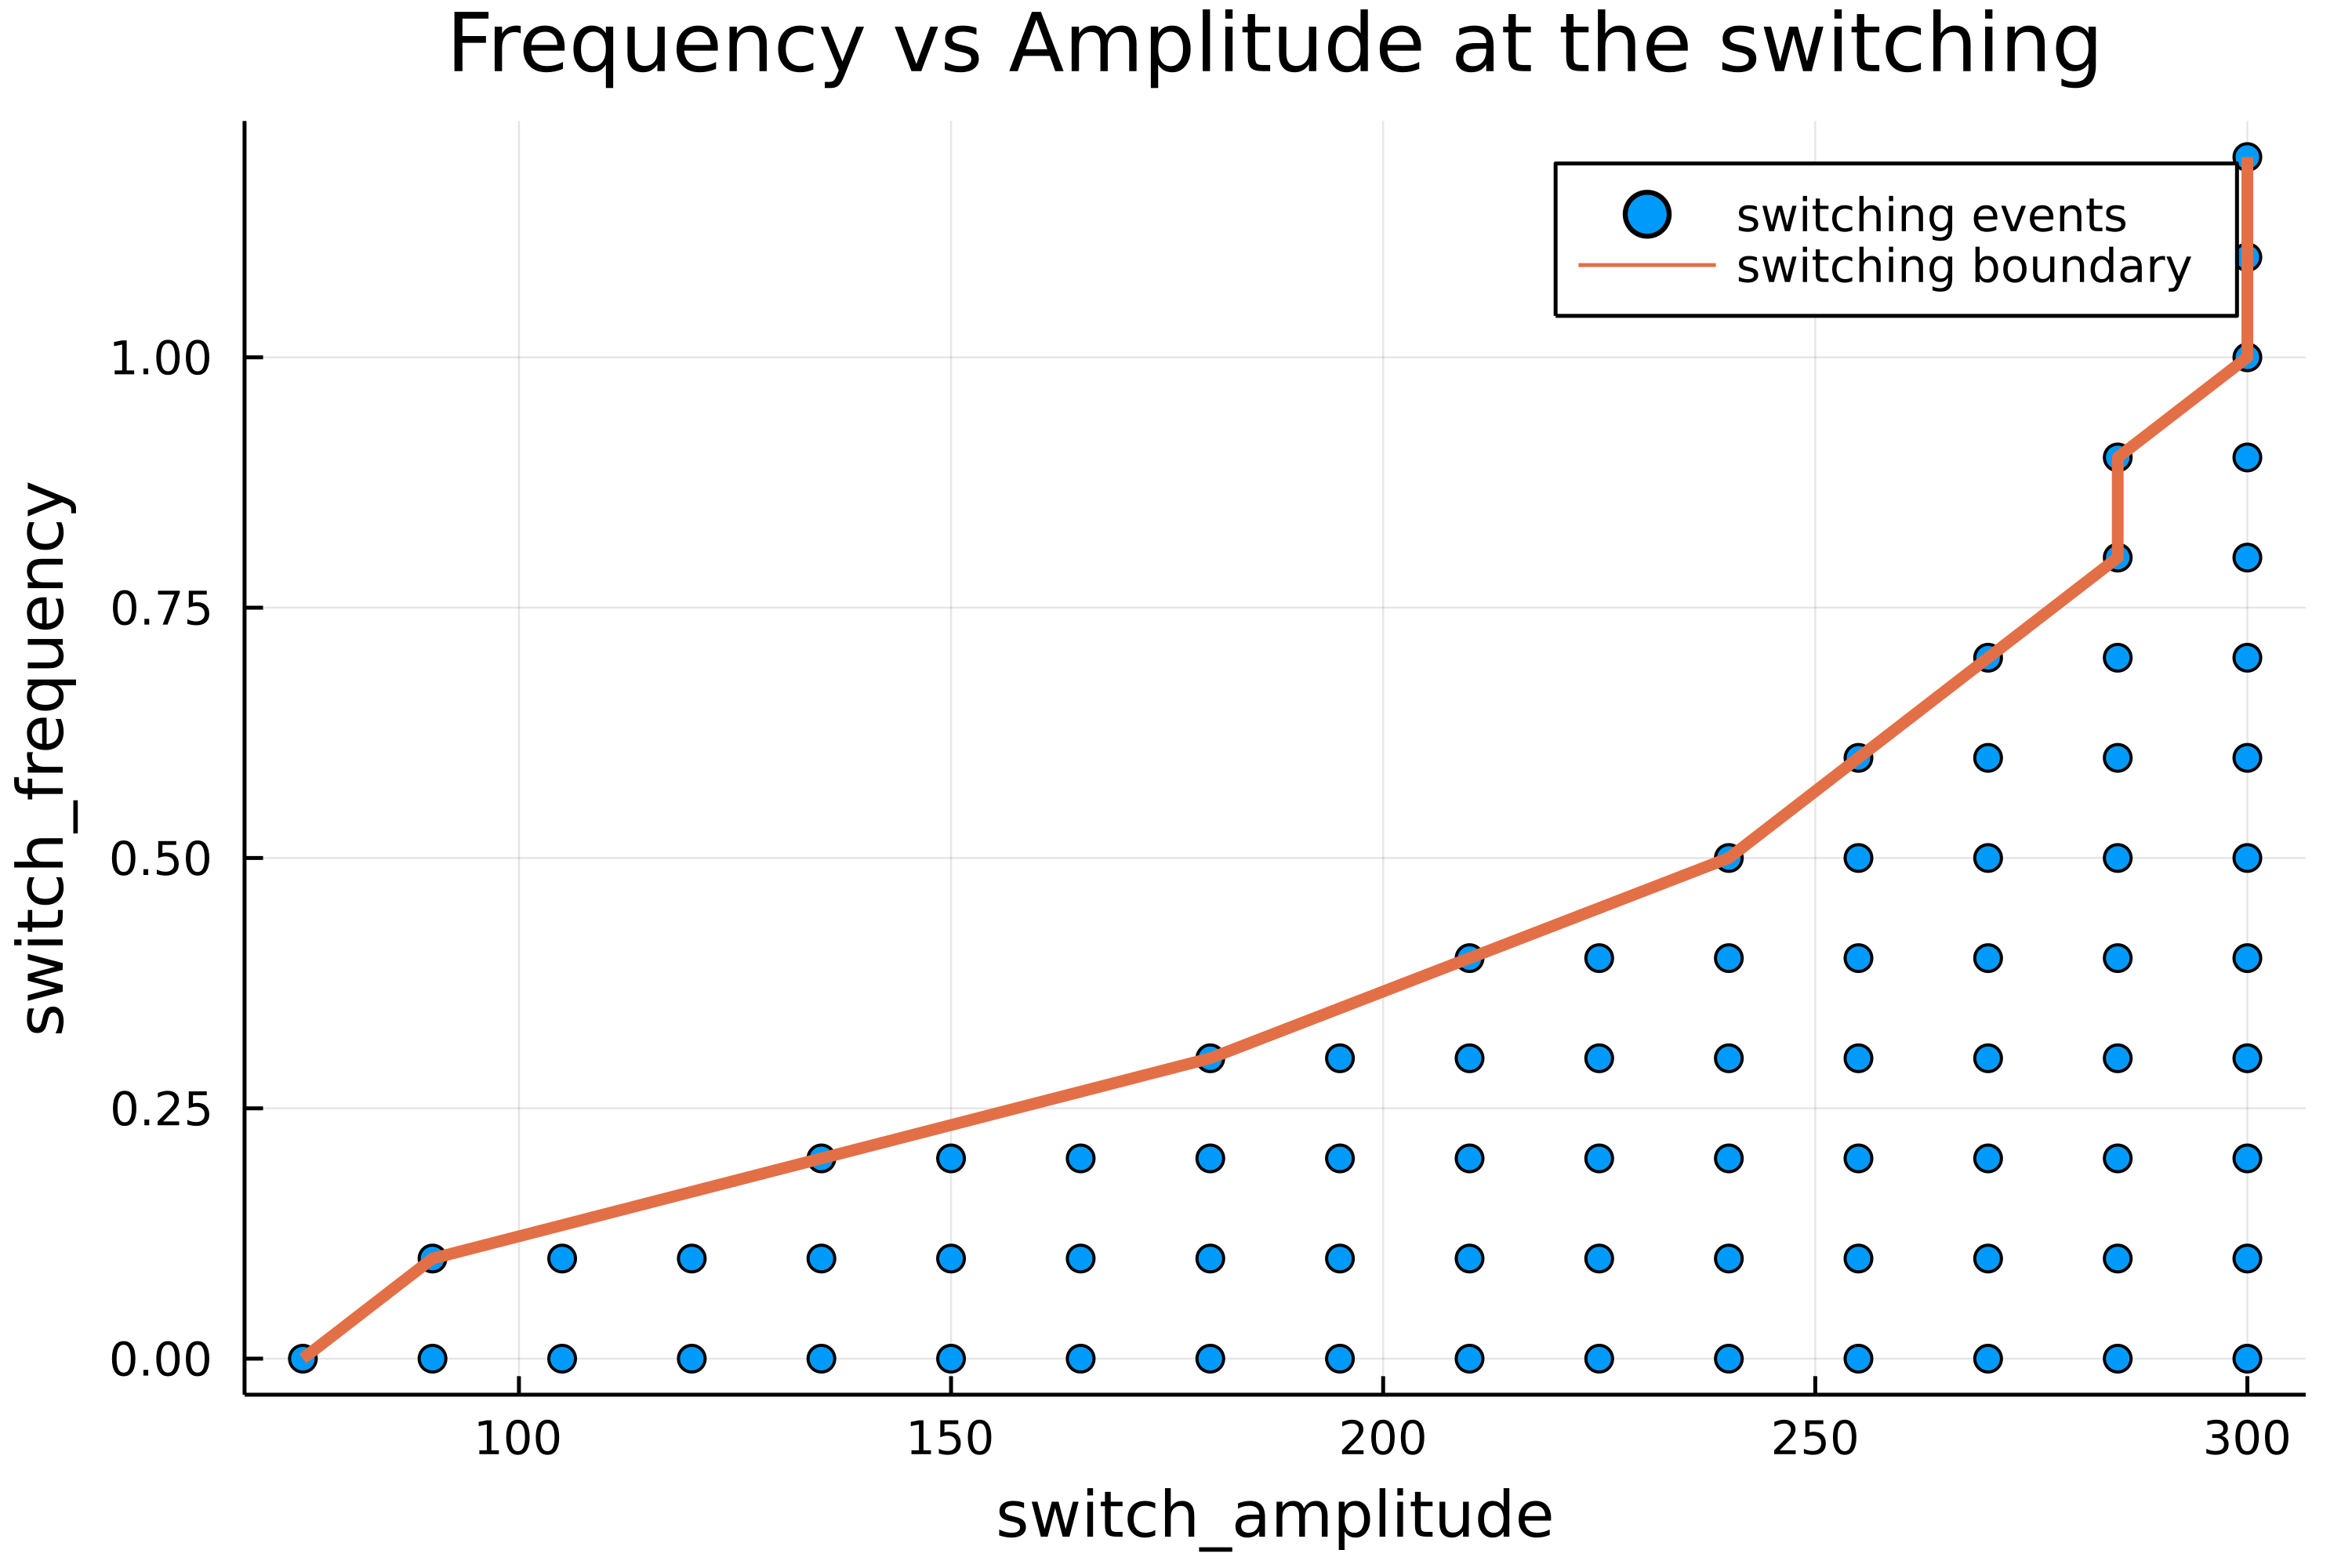 Frequency vs Amplitude at the switching
switching events
switching boundary
switch_frequency
1.00
0.75
0.50
0.25
0.00
100 150 200 250 300
switch_amplitude